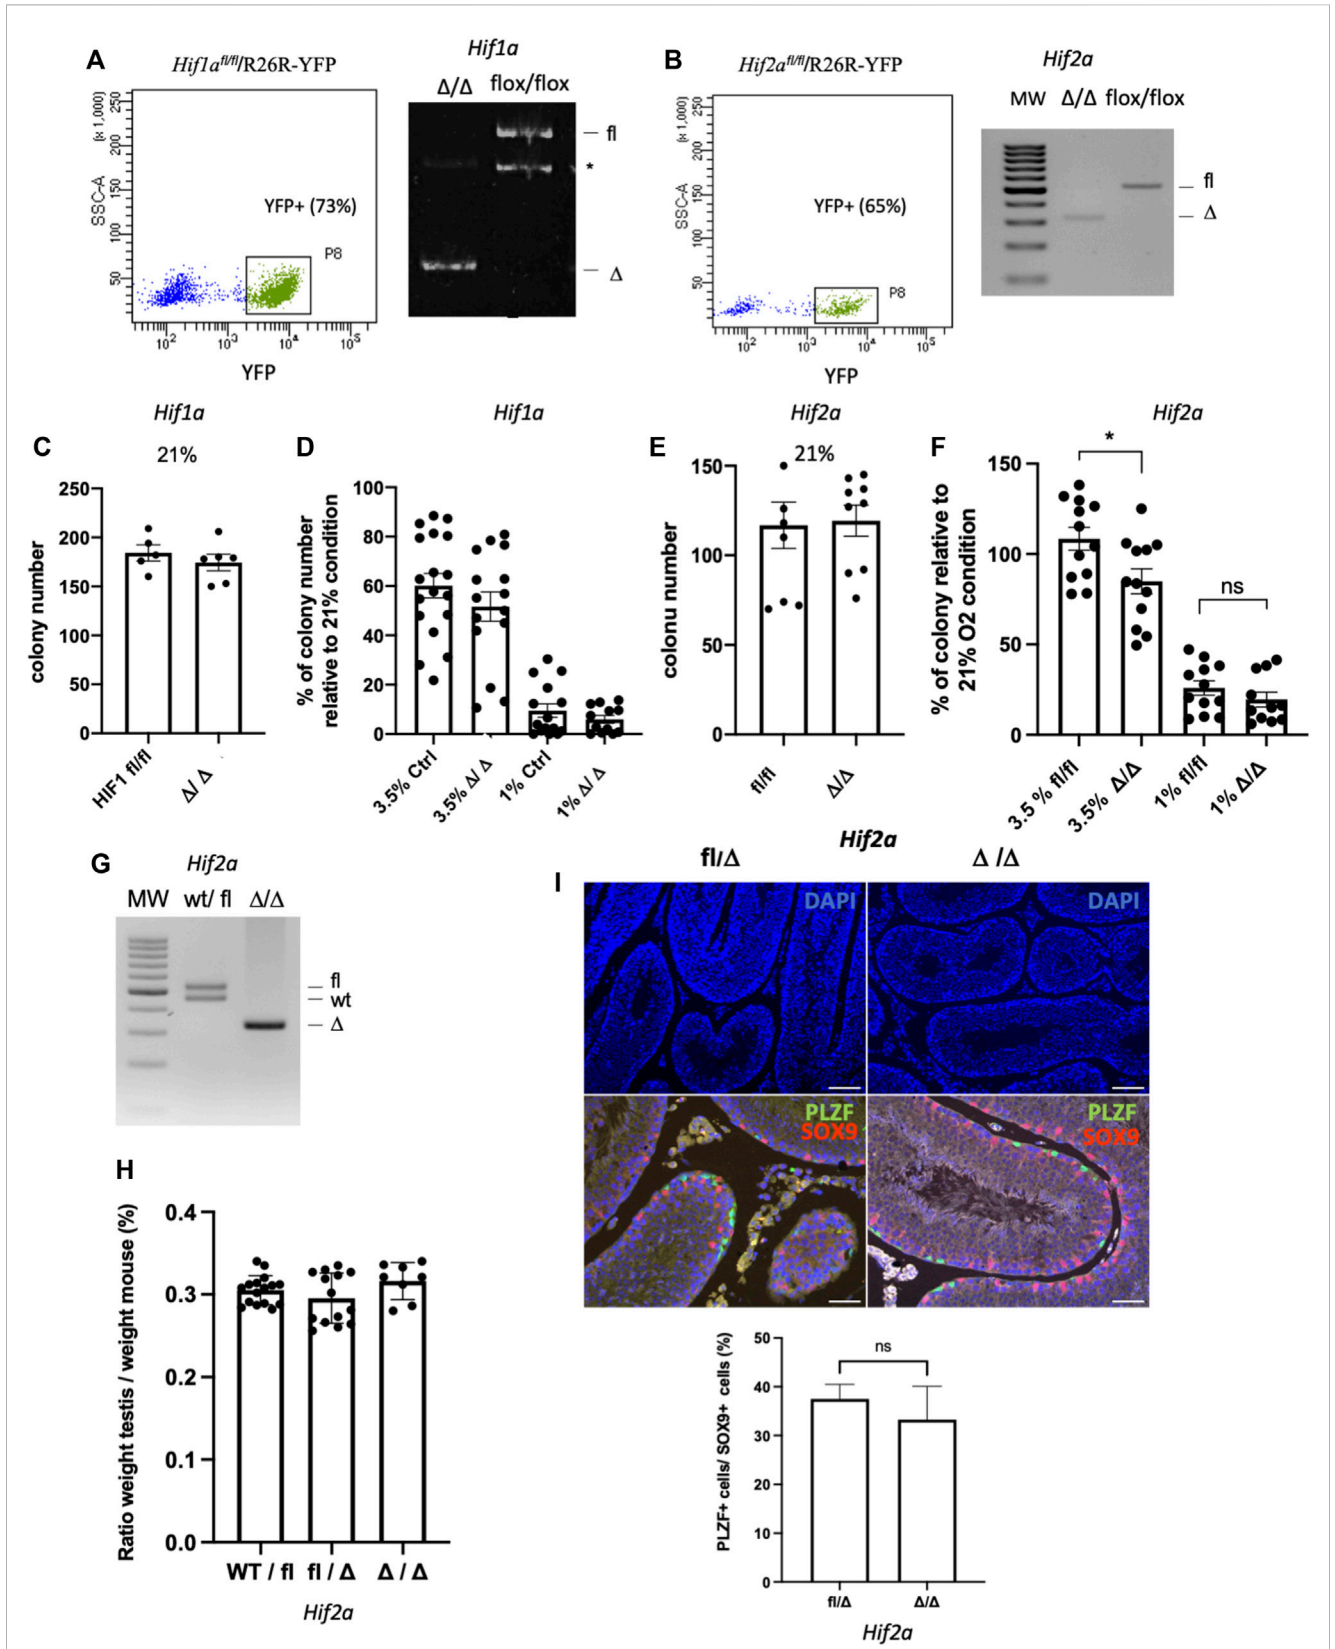 A
Hif1a^fl/fl/R26R-YFP
(x 1,000)
250
200
150
100
50
SSC-A
YFP+ (73%)
P8
10^2
10^3
10^4
10^5
YFP
Hif1a
Δ/Δ flox/flox
fl
*
Δ
B
Hif2a^fl/fl/R26R-YFP
(x 1,000)
250
200
150
100
50
SSC-A
YFP+ (65%)
P8
10^2
10^3
10^4
10^5
YFP
Hif2a
MW Δ/Δ flox/flox
fl
Δ
C
Hif1a
21%
colony number
250
200
150
100
50
0
HIF1 fl/fl
Δ/ Δ
D
Hif1a
% of colony number
relative to 21% condition
100
80
60
40
20
0
3.5% Ctrl
3.5% Δ/ Δ
1% Ctrl
1% Δ/ Δ
E
Hif2a
21%
colonu number
150
100
50
0
fl/fl
Δ/Δ
F
Hif2a
*
ns
% of colony relative to
21% O2 condition
150
100
50
0
3.5 % fl/fl
3.5% Δ/Δ
1% fl/fl
1% Δ/Δ
G
Hif2a
MW wt/ fl Δ/Δ
fl
wt
Δ
H
Ratio weight testis / weight mouse (%)
0.4
0.3
0.2
0.1
0.0
WT / fl fl / Δ Δ / Δ
Hif2a
I
Hif2a
fl/Δ Δ /Δ
DAPI
DAPI
PLZF
SOX9
PLZF
SOX9
PLZF+ cells/ SOX9+ cells (%)
50
40
30
20
10
0
ns
fl/Δ
Δ/Δ
Hif2a